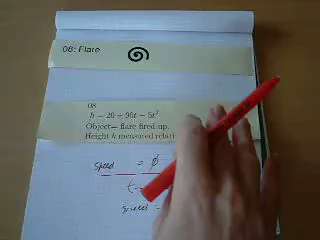 08: Flare
08
h = 20 + 90t − 5t²
Object= flare fired up.
Height h measured relati
speed = 0
t
speed =